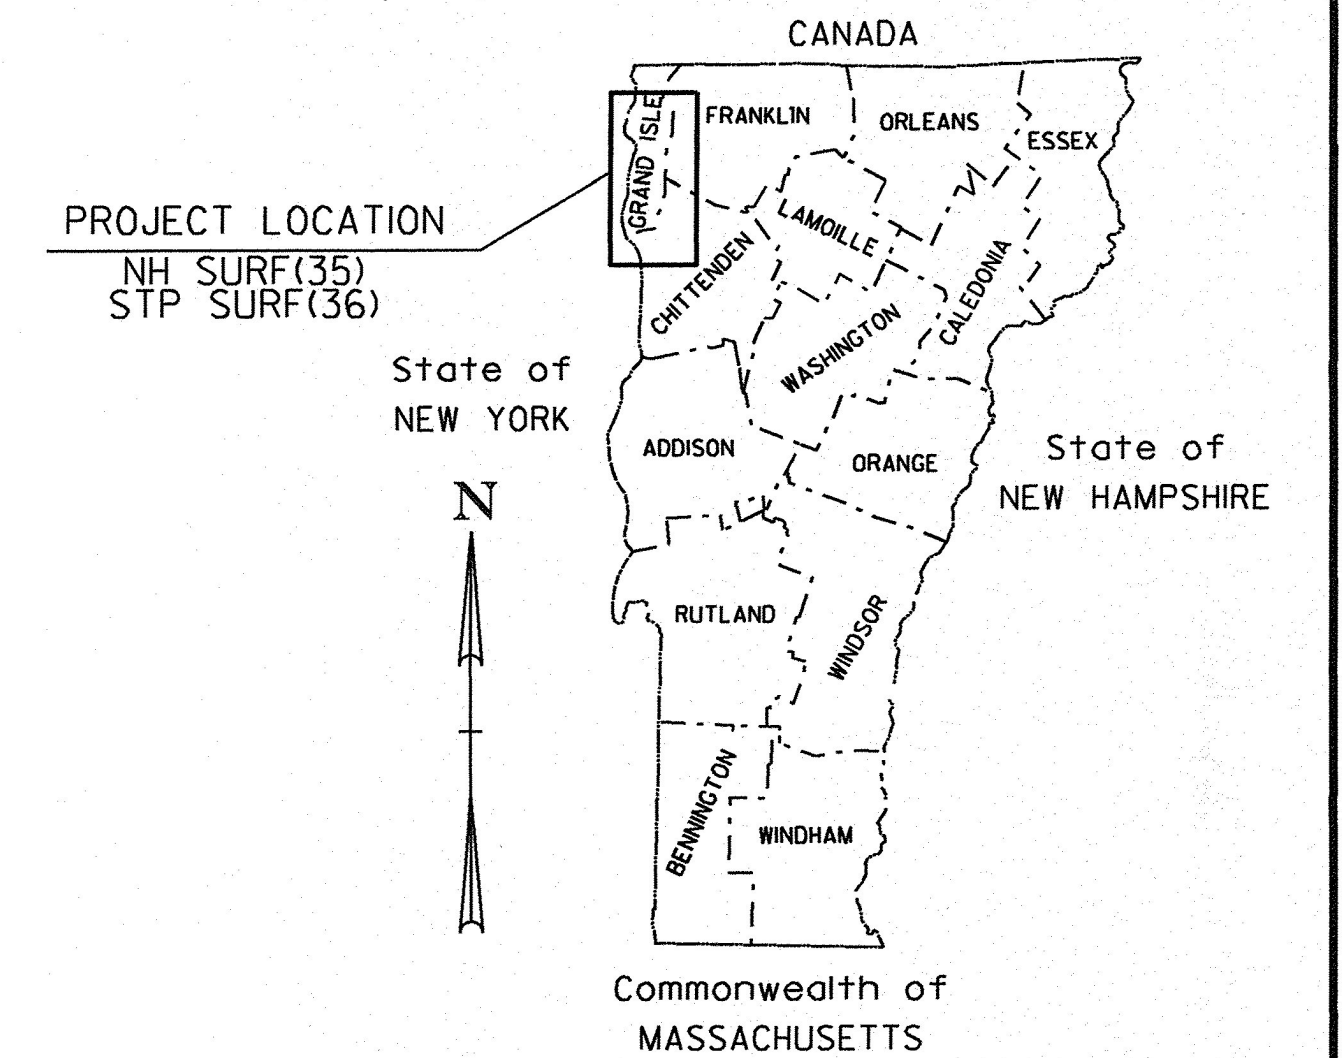 CANADA
GRAND ISLE
FRANKLIN
ORLEANS
ESSEX
PROJECT LOCATION
NH SURF(35)
STP SURF(36)
LAMOILLE
CHITTENDEN
CALEDONIA
WASHINGTON
State of
NEW YORK
ADDISON
ORANGE
State of
NEW HAMPSHIRE
N
RUTLAND
WINDSOR
BENNINGTON
WINDHAM
Commonwealth of
MASSACHUSETTS